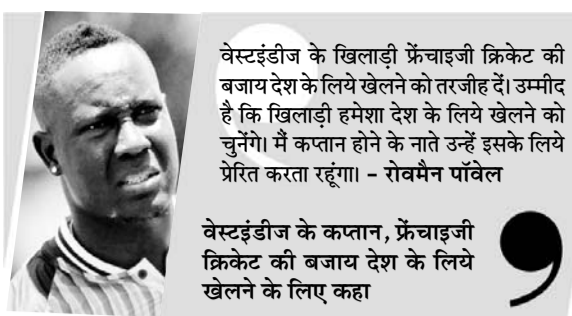 वेस्टइंडीज के खिलाड़ी फ्रेंचाइजी क्रिकेट की
बजाय देश के लिये खेलने को तरजीह दें। उम्मीद
है कि खिलाड़ी हमेशा देश के लिये खेलने को
चुनेंगे। मैं कप्तान होने के नाते उन्हें इसके लिये
प्रेरित करता रहूंगा। – रोवमैन पॉवेल
वेस्टइंडीज के कप्तान, फ्रेंचाइजी
क्रिकेट की बजाय देश के लिये
खेलने के लिए कहा